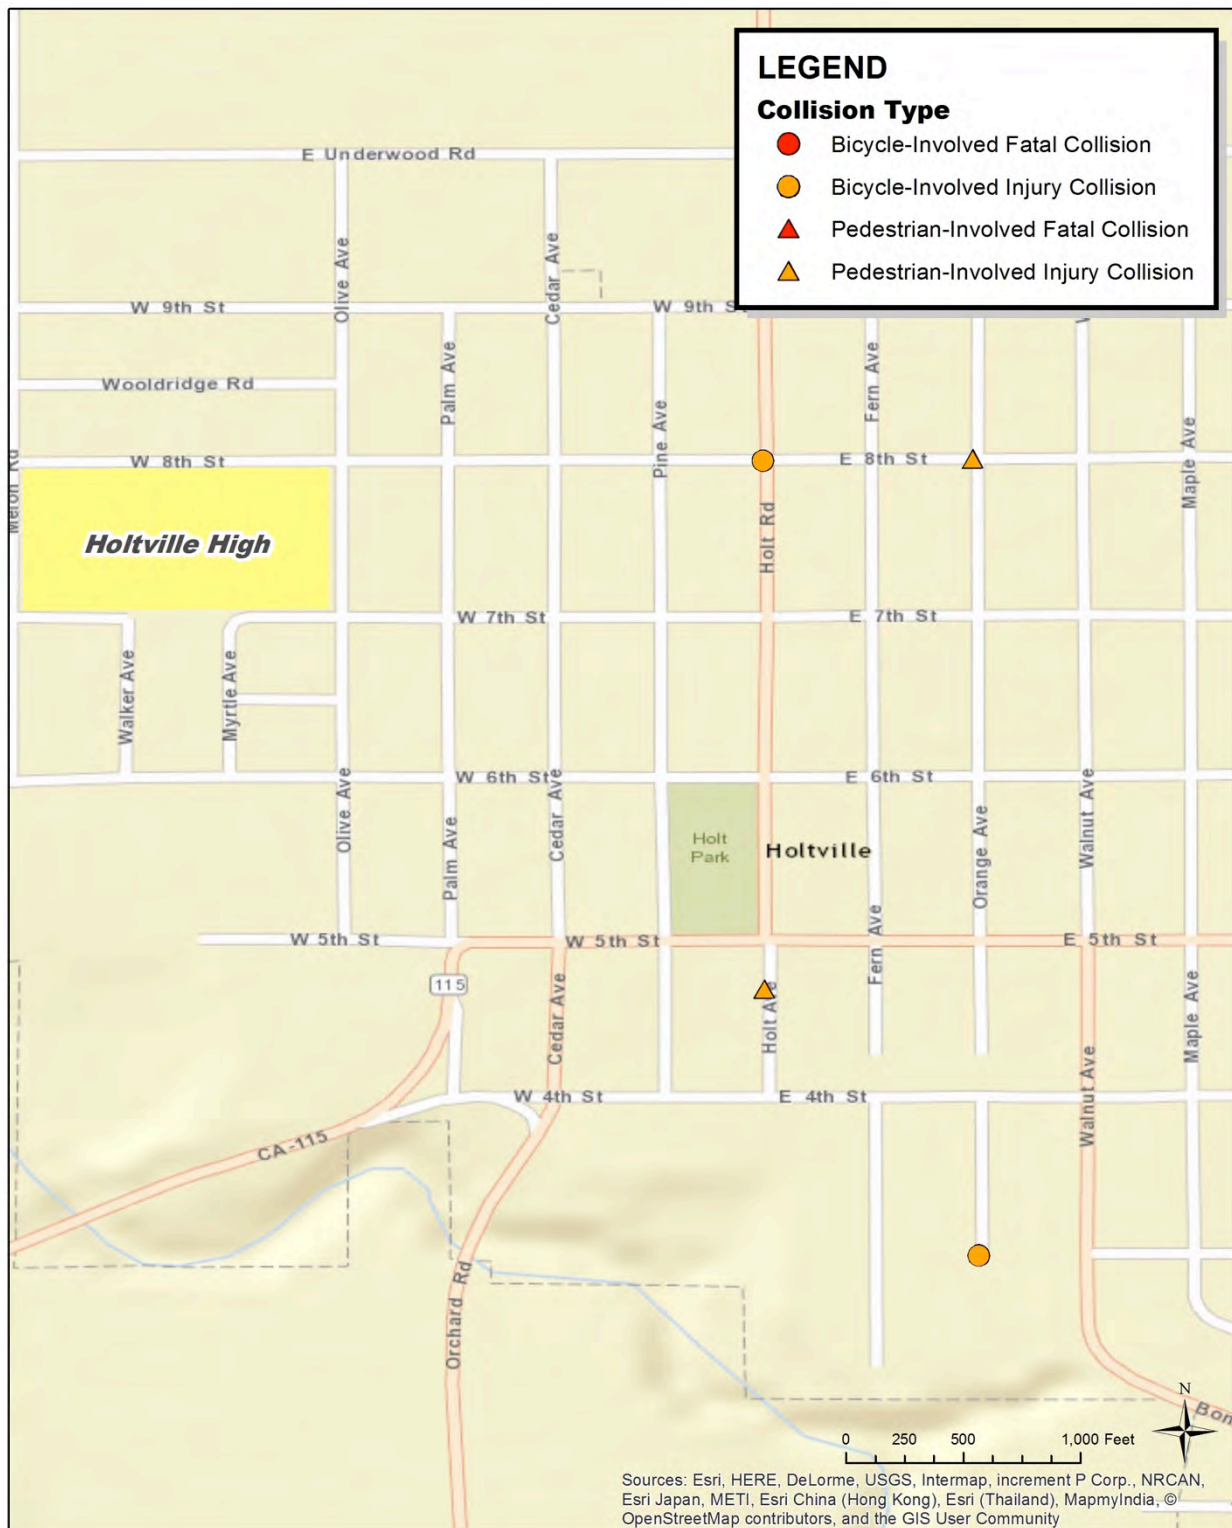 LEGEND
Collision Type
Bicycle-Involved Fatal Collision
Bicycle-Involved Injury Collision
Pedestrian-Involved Fatal Collision
Pedestrian-Involved Injury Collision
E Underwood Rd
Olive Ave
Cedar Ave
W 9th St
W 9th S
Palm Ave
Fern Ave
Wooldridge Rd
Pine Ave
Maple Ave
W 8th St
E 8th St
Melon Rd
Holtville High
Holt Rd
W 7th St
E 7th St
Walker Ave
Myrtle Ave
W 6th St
E 6th St
Olive Ave
Palm Ave
Cedar Ave
Holt
Park
Holtville
Orange Ave
Walnut Ave
W 5th St
W 5th St
Fern Ave
E 5th St
115
Cedar Ave
Holt Ave
Maple Ave
W 4th St
E 4th St
Walnut Ave
CA-115
Orchard Rd
N
Bon
0 250 500 1,000 Feet
Sources: Esri, HERE, DeLorme, USGS, Intermap, increment P Corp., NRCAN,
Esri Japan, METI, Esri China (Hong Kong), Esri (Thailand), MapmyIndia, ©
OpenStreetMap contributors, and the GIS User Community